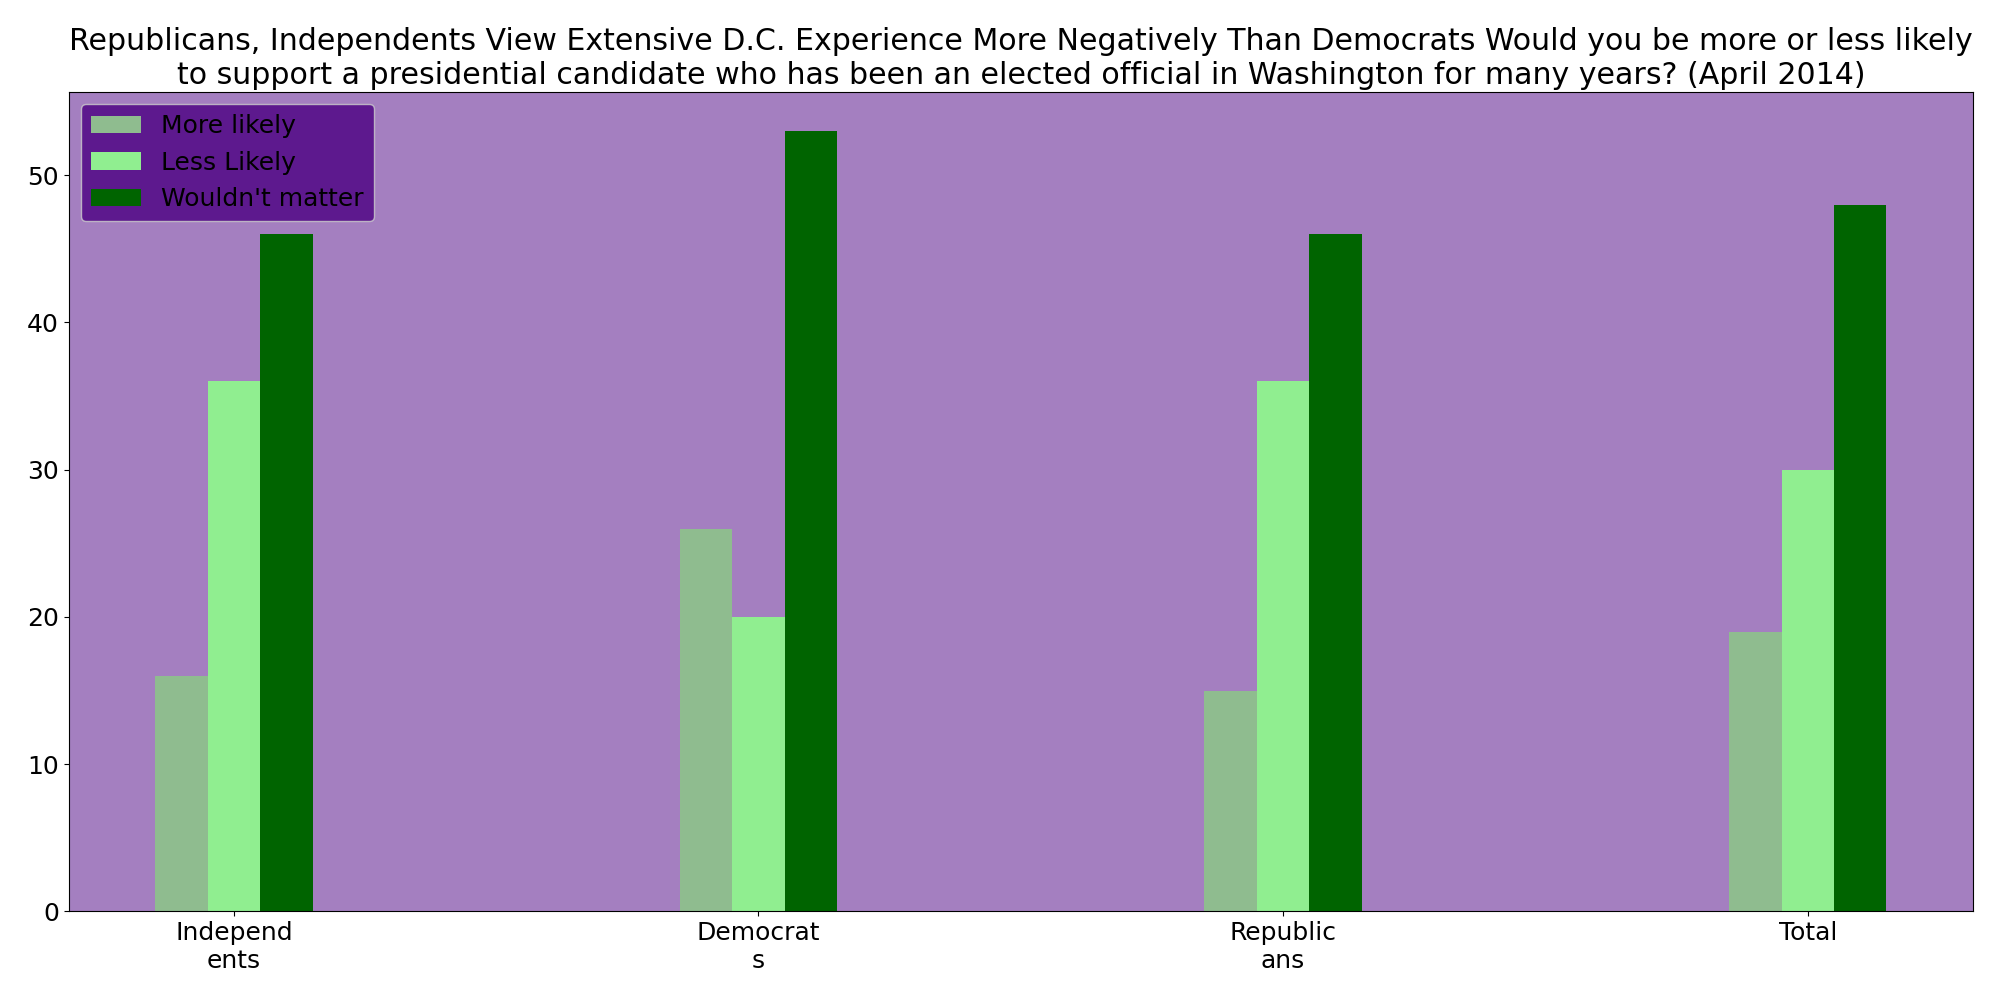 Republicans, Independents View Extensive D.C. Experience More Negatively Than Democrats Would you be more or less likely
to support a presidential candidate who has been an elected official in Washington for many years? (April 2014)
More likely
Less Likely
Wouldn't matter
50
40
30
20
10
0
Independ
ents
Democrat
s
Republic
ans
Total